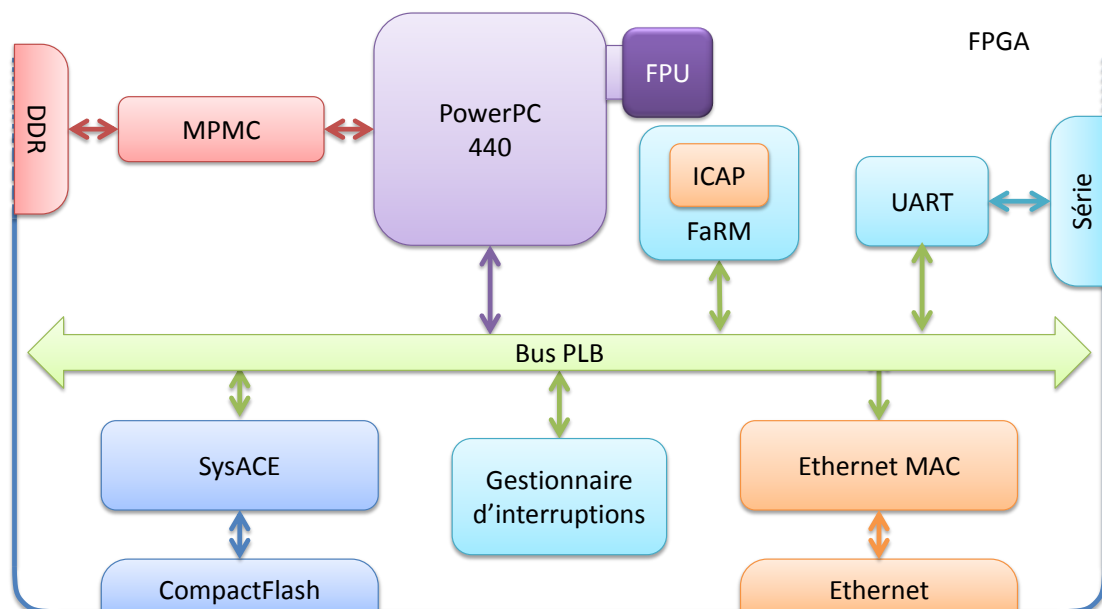 FPGA
DDR
MPMC
PowerPC
440
FPU
ICAP
FaRM
UART
Série
Bus PLB
SysACE
Gestionnaire
d’interruptions
Ethernet MAC
CompactFlash
Ethernet